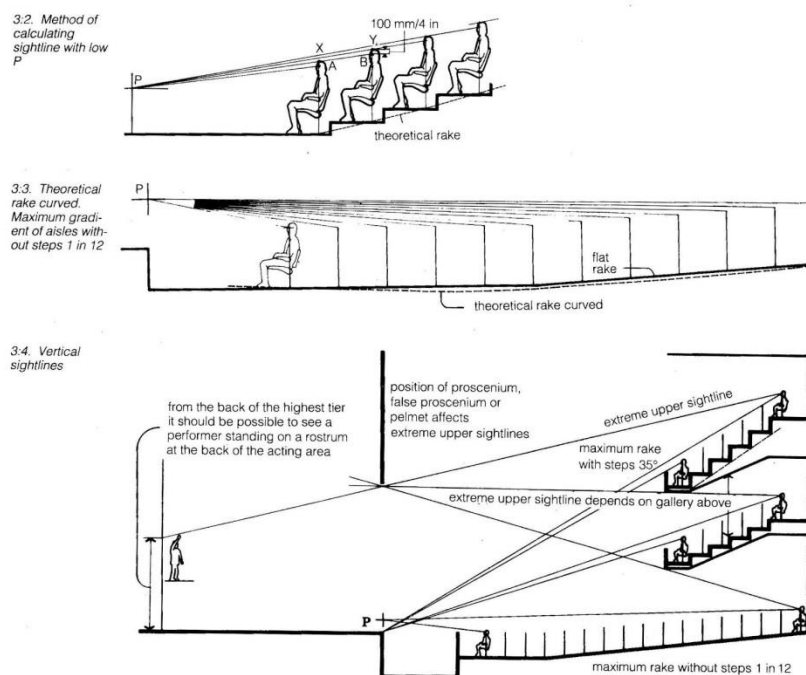 3:2. Method of
calculating
sightline with low
P
100 mm/4 in
X
Y
A
B
P
theoretical rake
3:3. Theoretical
rake curved.
Maximum gradi-
ent of aisles with-
out steps 1 in 12
P
flat
rake
theoretical rake curved
3:4. Vertical
sightlines
from the back of the highest tier
it should be possible to see a
performer standing on a rostrum
at the back of the acting area
position of proscenium,
false proscenium or
pelmet affects
extreme upper sightlines
extreme upper sightline
maximum rake
with steps 35°
extreme upper sightline depends on gallery above
P
maximum rake without steps 1 in 12